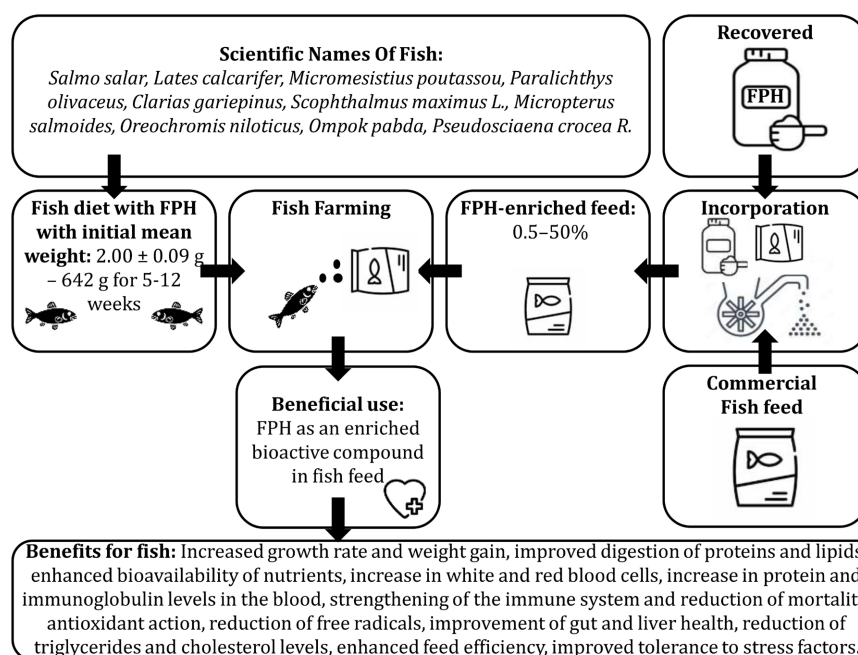 Scientific Names Of Fish:
Salmo salar, Lates calcarifer, Micromesistius poutassou, Paralichthys
olivaceus, Clarias gariepinus, Scophthalmus maximus L., Micropterus
salmoides, Oreochromis niloticus, Ompok pabda, Pseudosciaena crocea R.
Recovered
FPH
Fish diet with FPH
with initial mean
weight: 2.00 ± 0.09 g
– 642 g for 5-12
weeks
Fish Farming
FPH-enriched feed:
0.5–50%
Incorporation
Beneficial use:
FPH as an enriched
bioactive compound
in fish feed
Commercial
Fish feed
Benefits for fish: Increased growth rate and weight gain, improved digestion of proteins and lipids
enhanced bioavailability of nutrients, increase in white and red blood cells, increase in protein and
immunoglobulin levels in the blood, strengthening of the immune system and reduction of mortalit
antioxidant action, reduction of free radicals, improvement of gut and liver health, reduction of
triglycerides and cholesterol levels, enhanced feed efficiency, improved tolerance to stress factors.